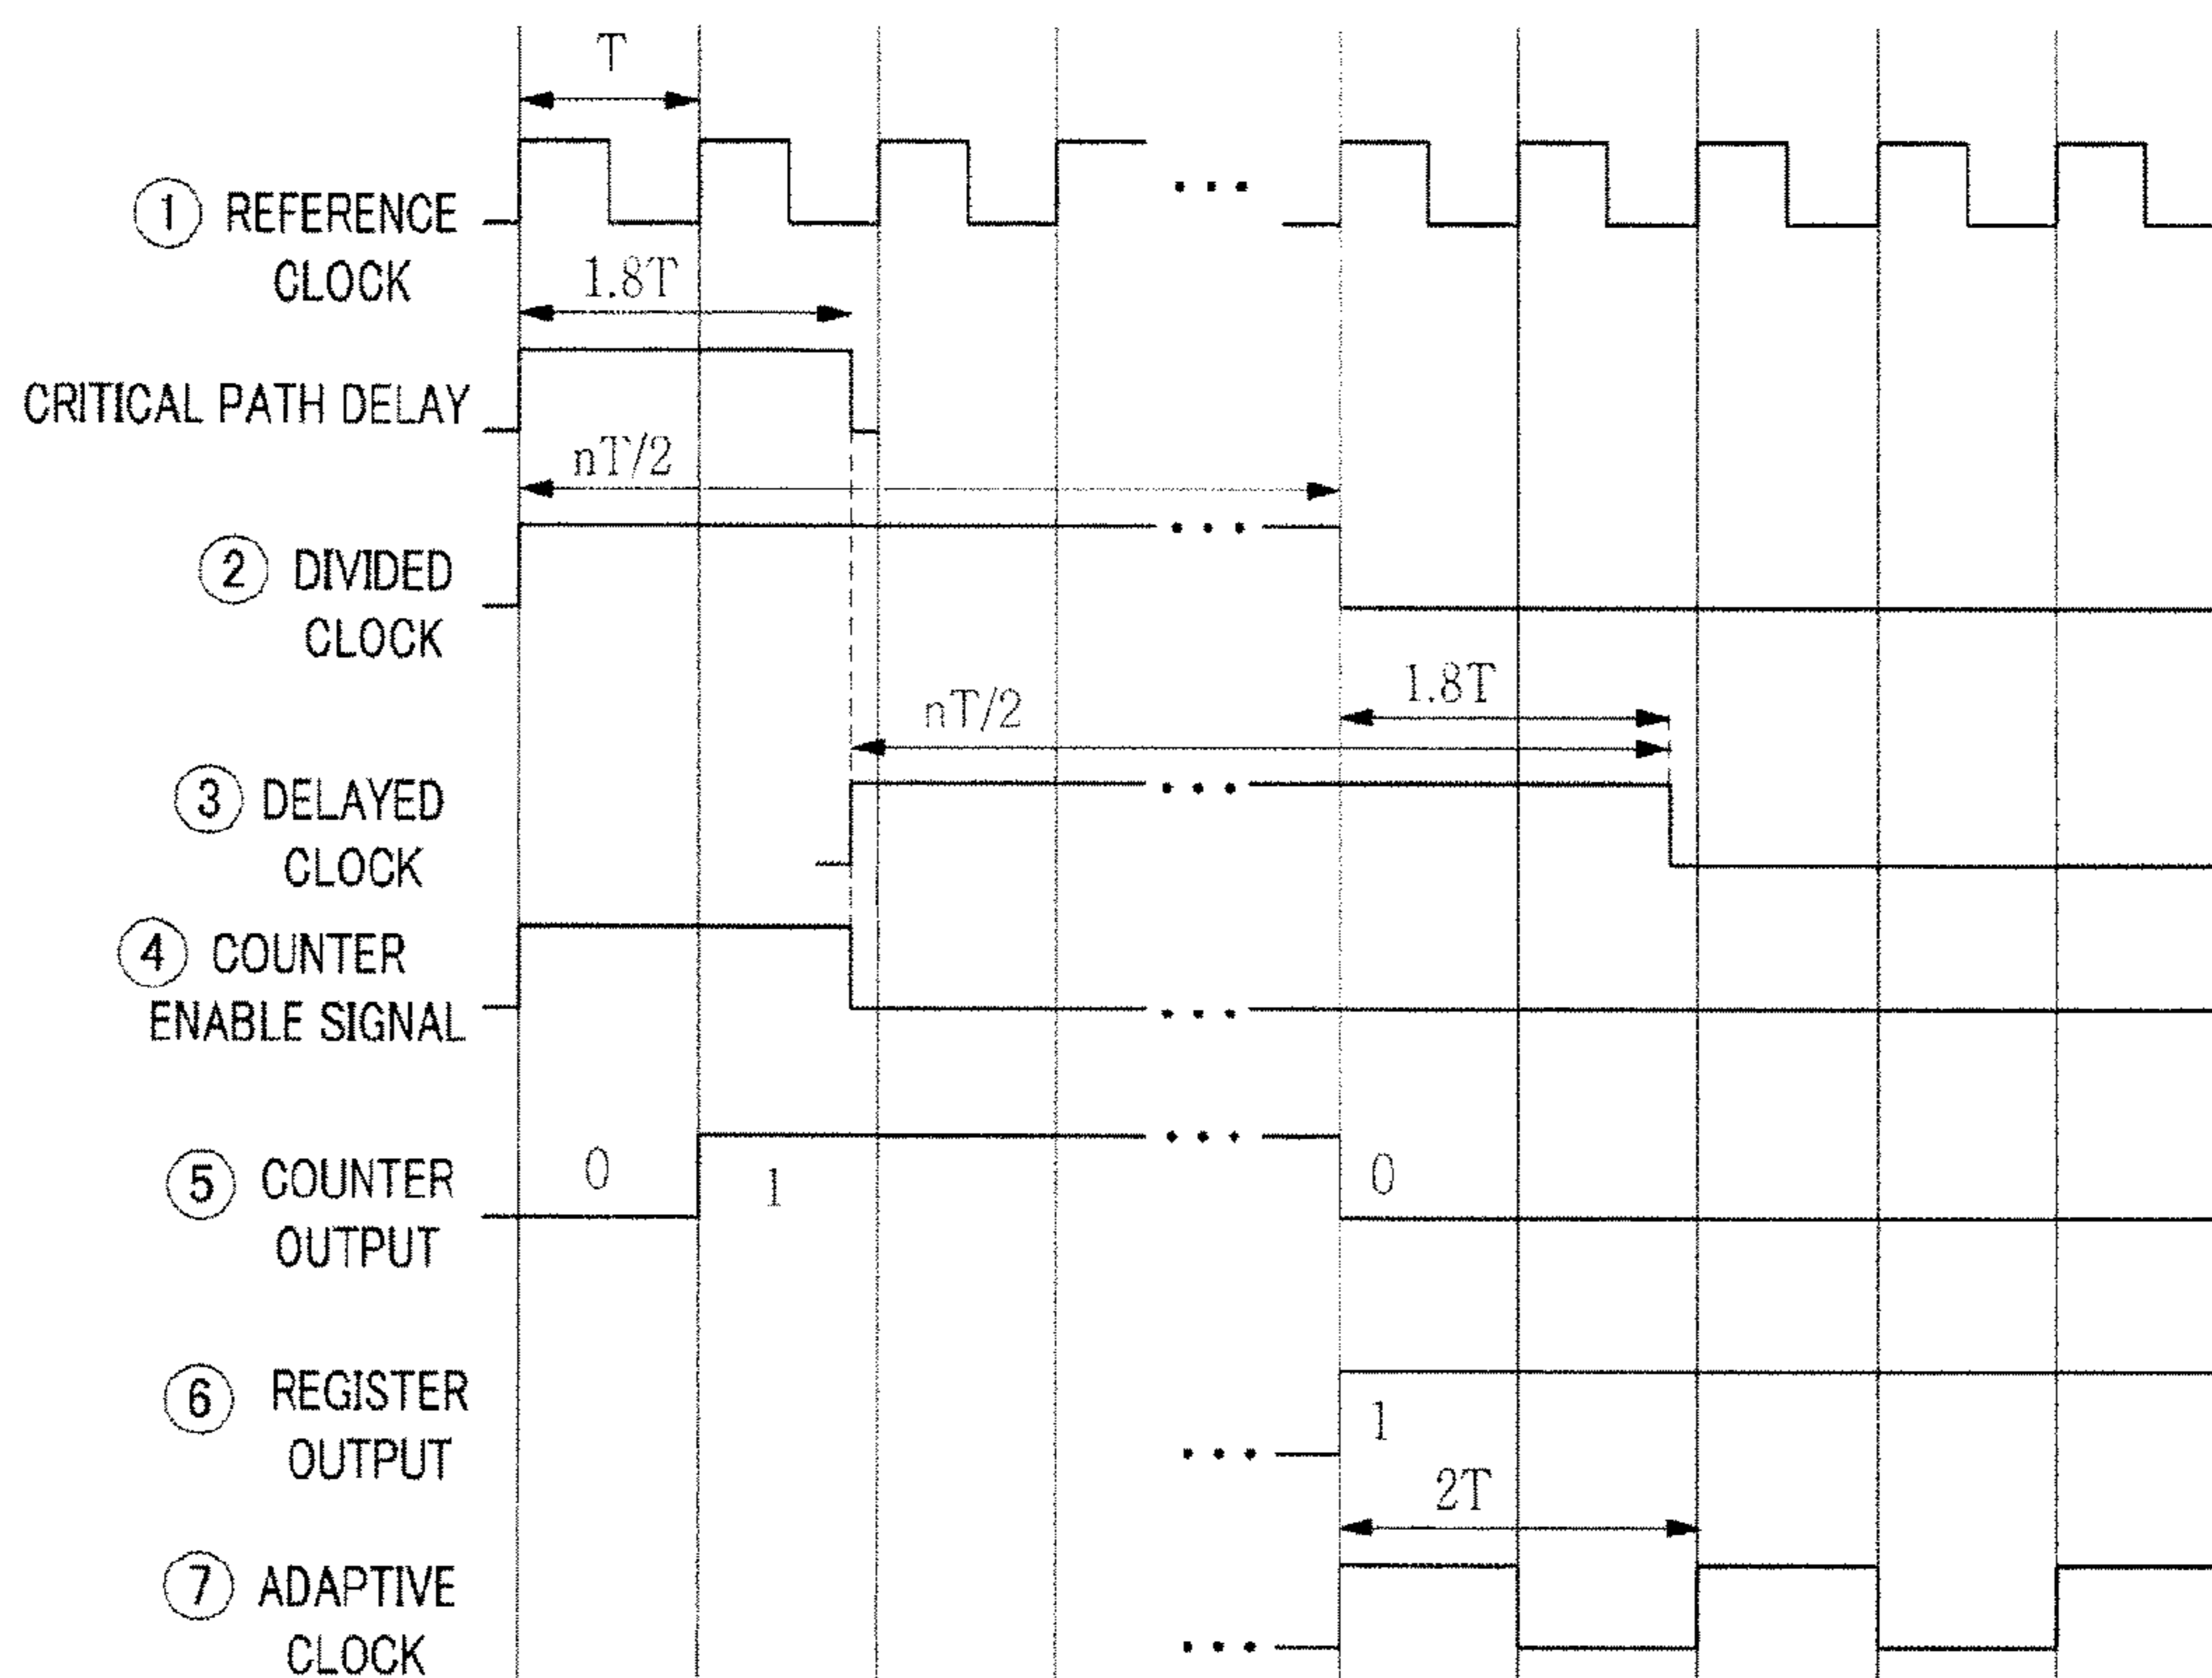 T
① REFERENCE
CLOCK
1.8T
CRITICAL PATH DELAY
nT/2
② DIVIDED
CLOCK
1.8T
nT/2
③ DELAYED
CLOCK
④ COUNTER
ENABLE SIGNAL
⑤ COUNTER
OUTPUT
0
1
0
⑥ REGISTER
OUTPUT
1
2T
⑦ ADAPTIVE
CLOCK